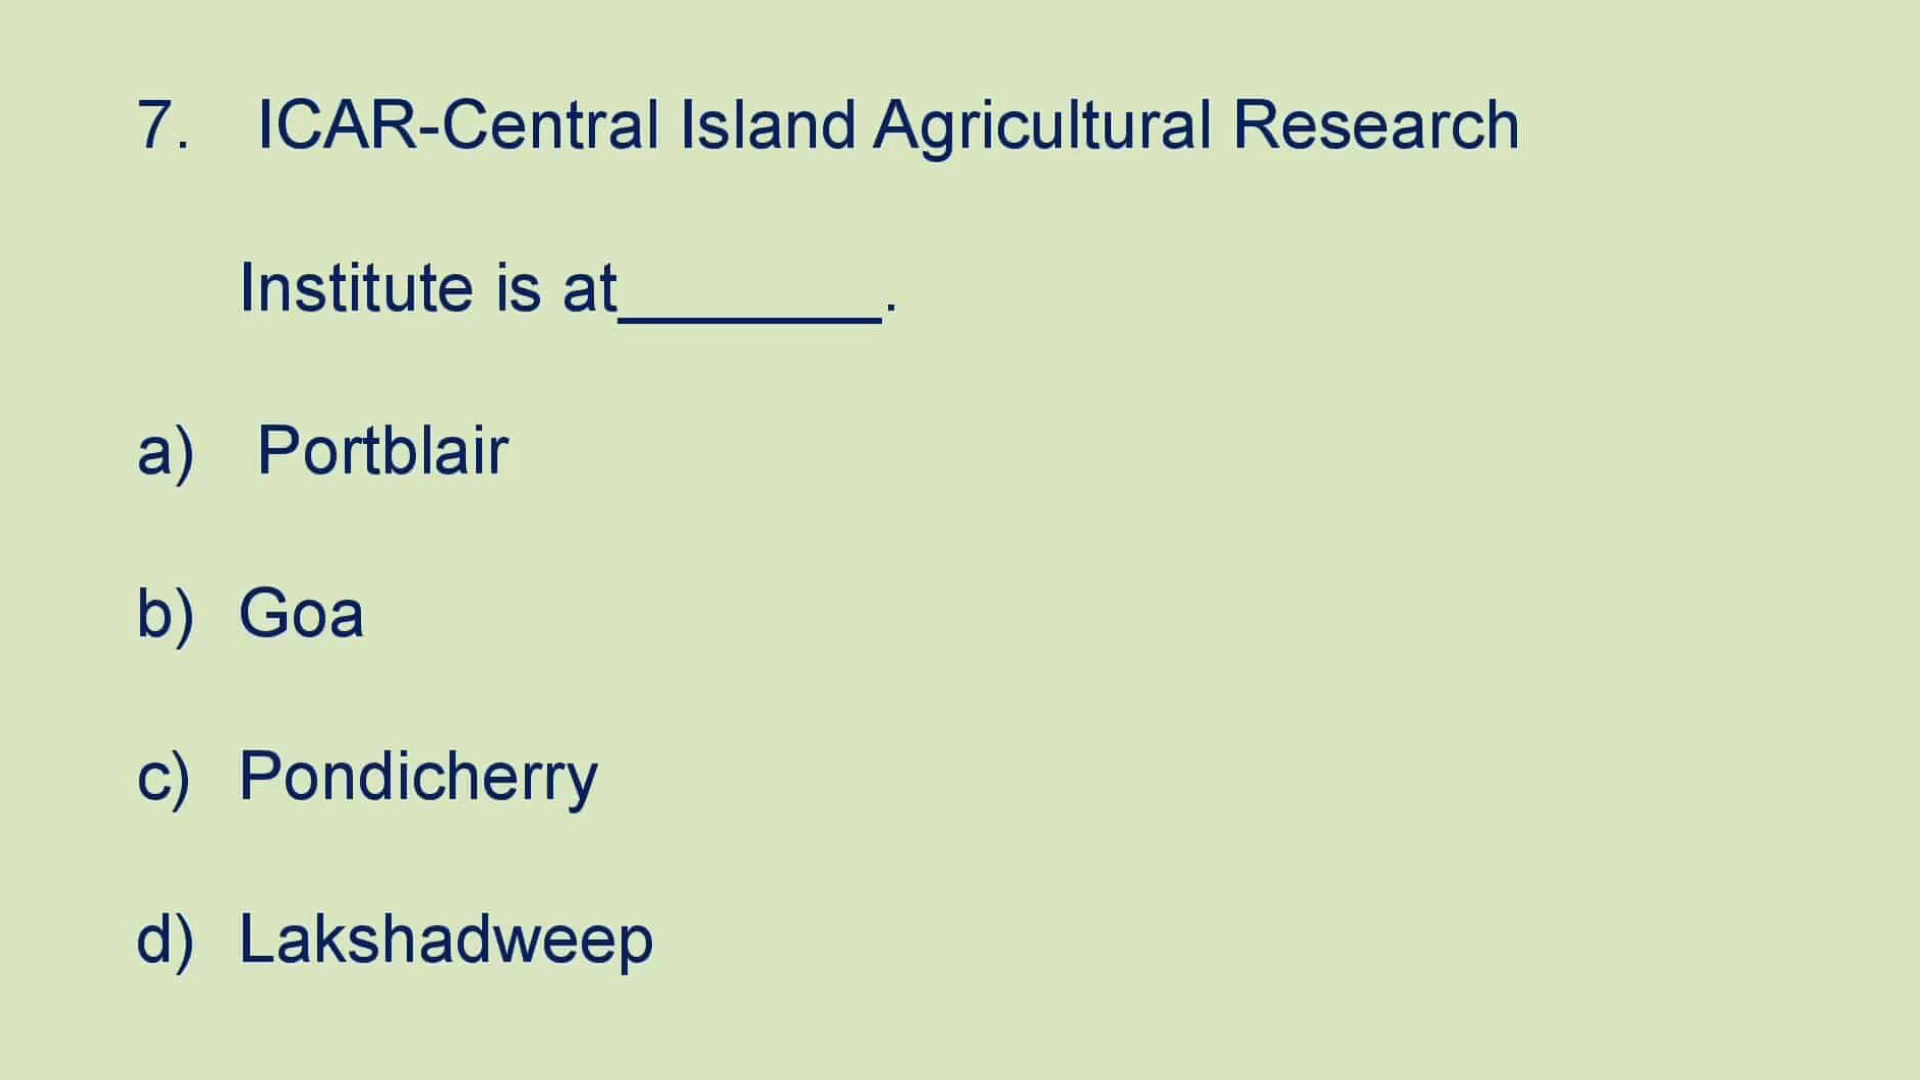 7. ICAR-Central Island Agricultural Research
Institute is at_______.
a) Portblair
b) Goa
c) Pondicherry
d) Lakshadweep